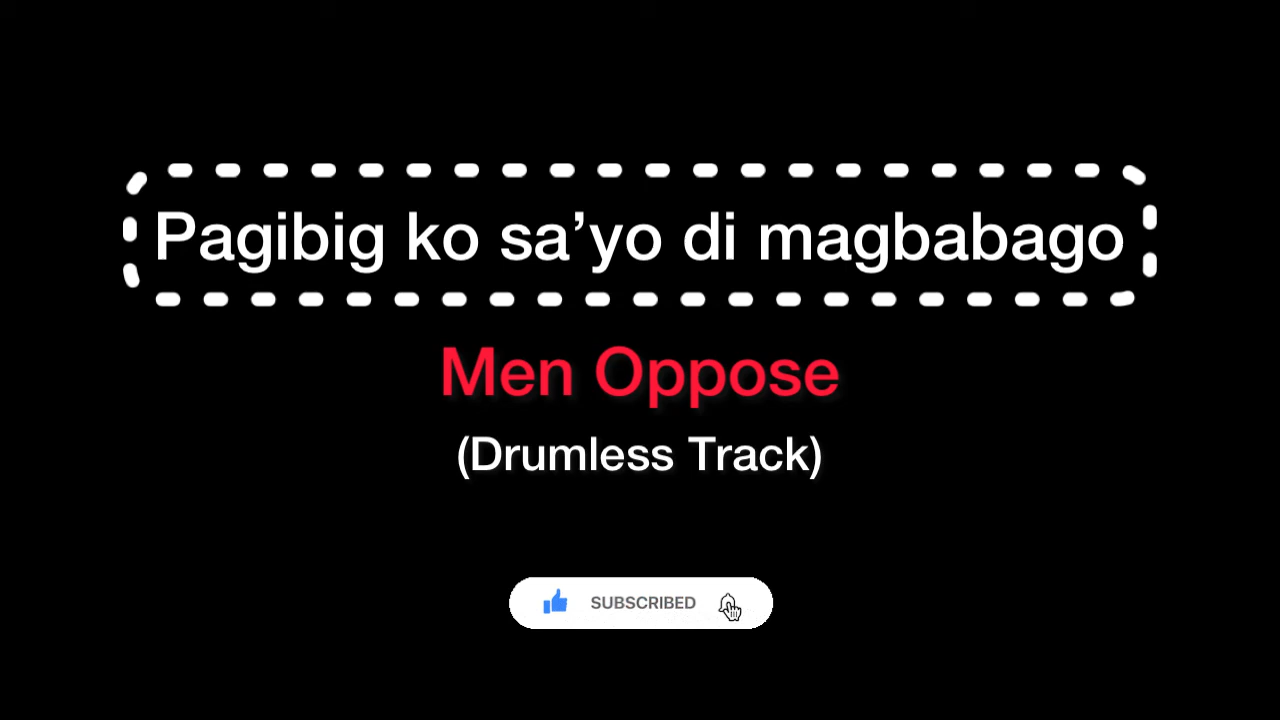 Pagibig ko sa’yo di magbabago
Men Oppose
(Drumless Track)
SUBSCRIBED